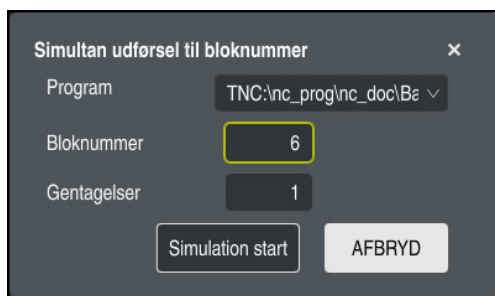 Simultan udførsel til bloknummer ×
Program TNC:\nc_prog\nc_doc\Ba
Bloknummer 6
Gentagelser 1
Simulation start AFBRYD